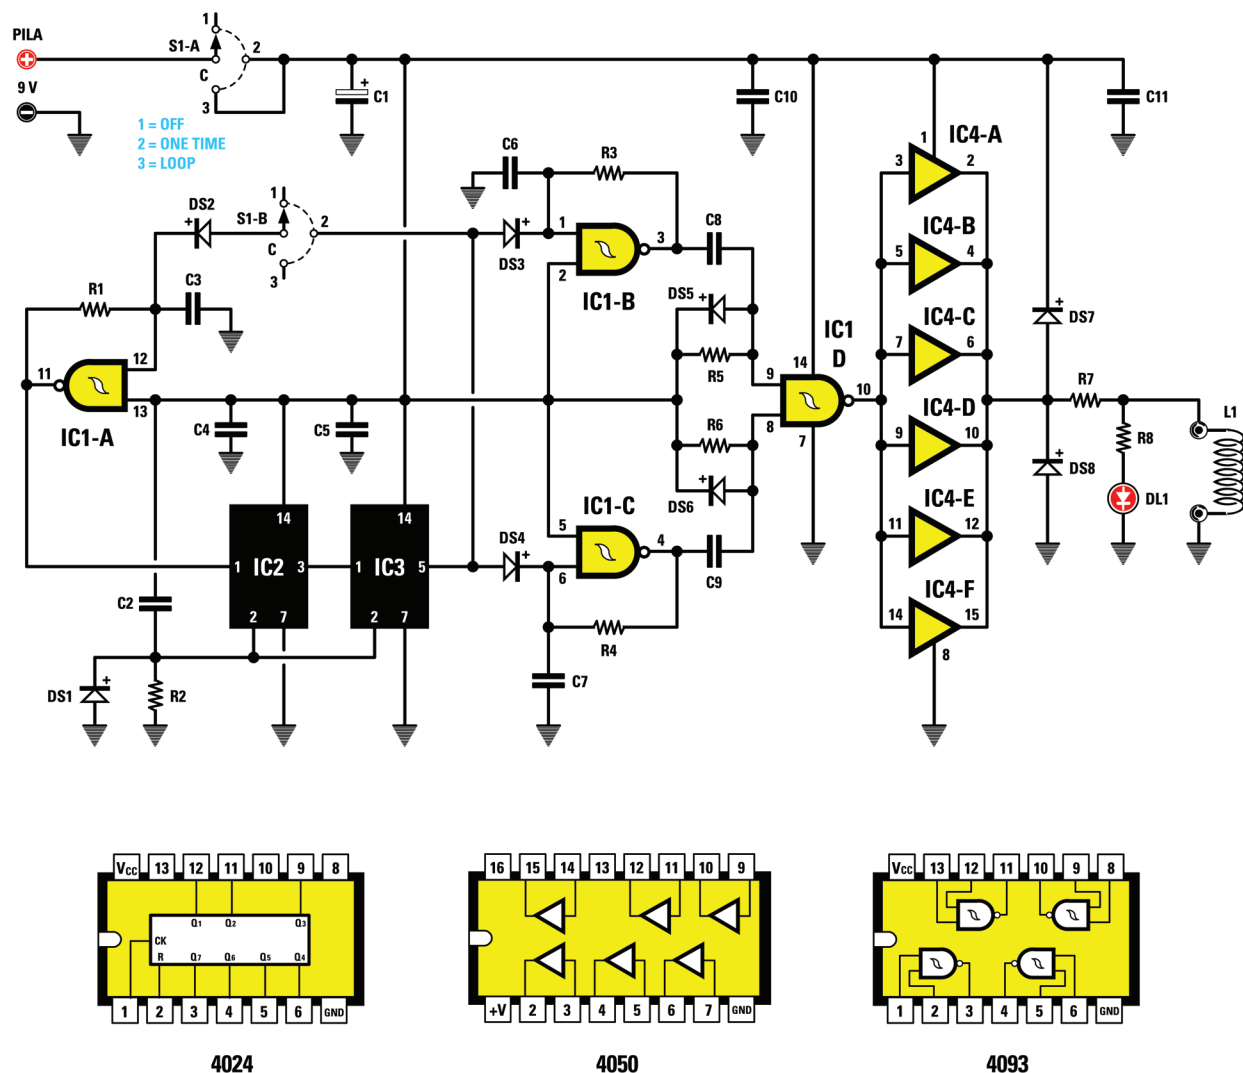 PILA
9 V
1
S1-A
2
C
3
1 = OFF
2 = ONE TIME
3 = LOOP
+
C1
C10
C11
DS2
+
S1-B
1
2
C
3
C6
R3
DS3
+
1
2
3
IC1-B
C8
R1
C3
11
12
13
IC1-A
C4
C5
DS5
+
R5
R6
+
DS6
9
8
14
7
10
IC1
D
1
IC4-A
3
2
IC4-B
5
4
IC4-C
7
6
IC4-D
9
10
IC4-E
11
12
IC4-F
14
15
8
+
DS7
+
DS8
R7
R8
DL1
L1
14
1
IC2
3
2
7
14
1
IC3
5
2
7
C2
DS1
+
R2
DS4
+
IC1-C
5
6
4
C9
R4
C7
VCC 13 12 11 10 9 8
Q1 Q2 Q3
CK
R Q7 Q6 Q5 Q4
1 2 3 4 5 6 GND
4024
16 15 14 13 12 11 10 9
+V 2 3 4 5 6 7 GND
4050
VCC 13 12 11 10 9 8
1 2 3 4 5 6 GND
4093